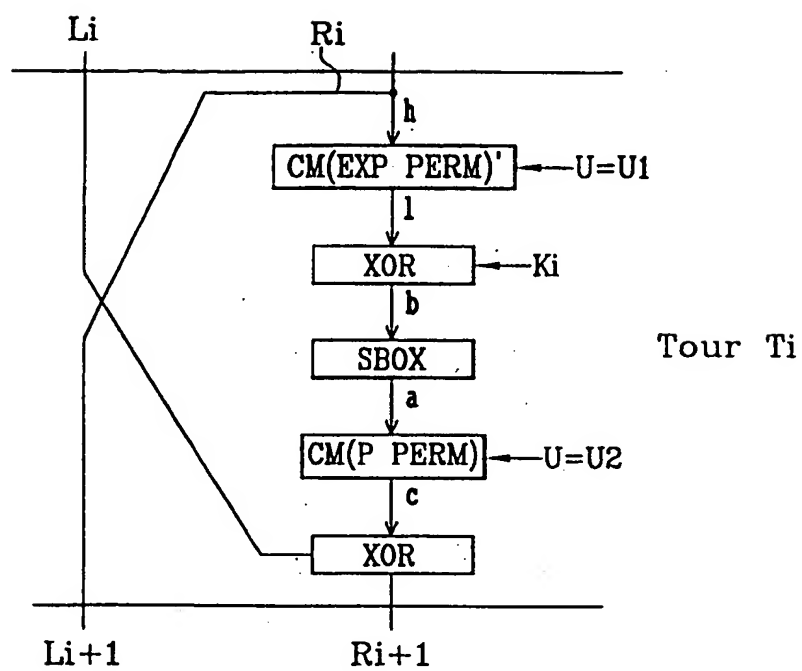 Li
Ri
h
CM(EXP PERM)'
U=U1
l
XOR
Ki
b
SBOX
Tour Ti
a
CM(P PERM)
U=U2
c
XOR
Li+1
Ri+1